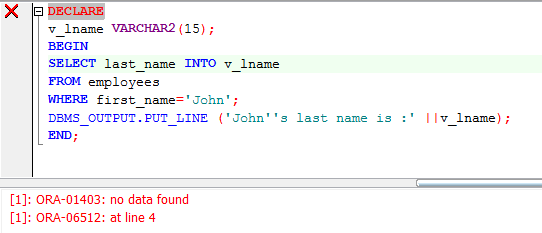 DECLARE
v_lname VARCHAR2(15);
BEGIN
SELECT last_name INTO v_lname
FROM employees
WHERE first_name='John';
DBMS_OUTPUT.PUT_LINE ('John''s last name is :' ||v_lname);
END;
[1]: ORA-01403: no data found
[1]: ORA-06512: at line 4